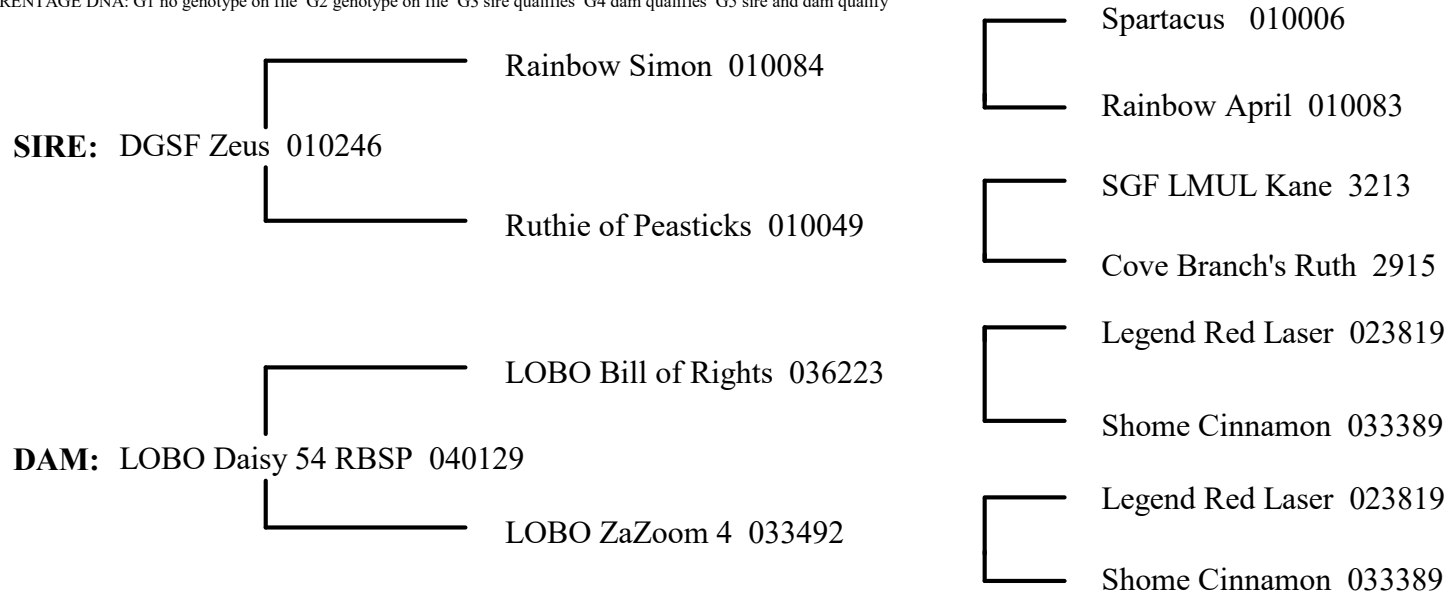 RENTAGE DNA: G1 no genotype on file G2 genotype on file G3 sire qualifies G4 dam qualifies G5 sire and dam qualify
Spartacus 010006
Rainbow Simon 010084
Rainbow April 010083
SIRE: DGSF Zeus 010246
SGF LMUL Kane 3213
Ruthie of Peasticks 010049
Cove Branch's Ruth 2915
Legend Red Laser 023819
LOBO Bill of Rights 036223
Shome Cinnamon 033389
DAM: LOBO Daisy 54 RBSP 040129
Legend Red Laser 023819
LOBO ZaZoom 4 033492
Shome Cinnamon 033389